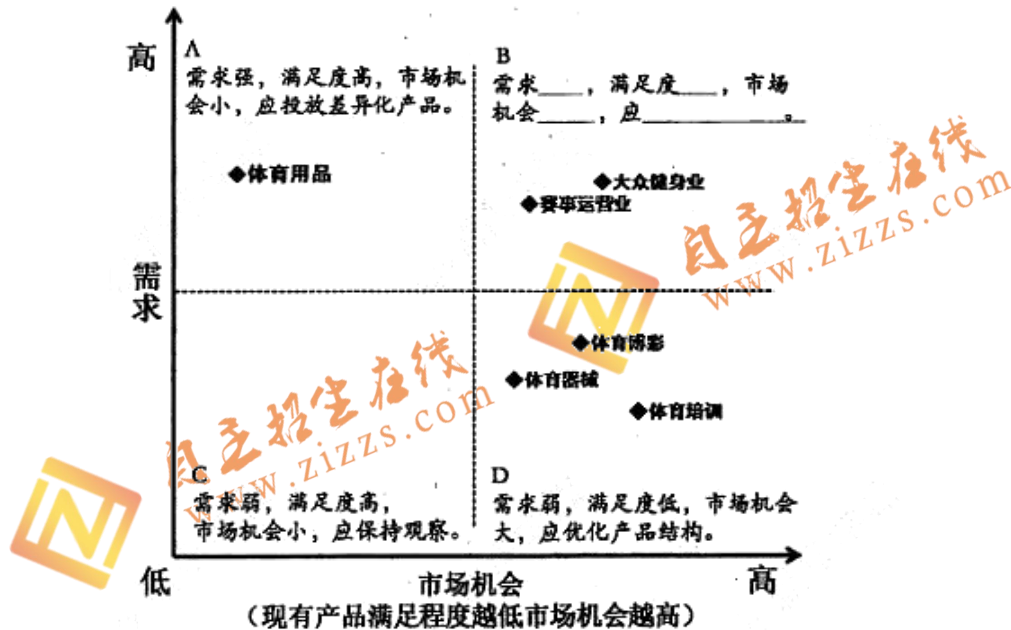 高
A
需求强，满足度高，市场机
会小，应投放差异化产品。
B
需求____，满足度____，市场
机会_____，应______________。
体育用品
大众健身业
赛事运营业
自主招生在线
www.zizzs.com
需求
体育博彩
体育器械
体育培训
自主招生在线
www.zizzs.com
C
需求弱，满足度高，
市场机会小，应保持观察。
D
需求弱，满足度低，市场机会
大，应优化产品结构。
低
市场机会
高
（现有产品满足程度越低市场机会越高）